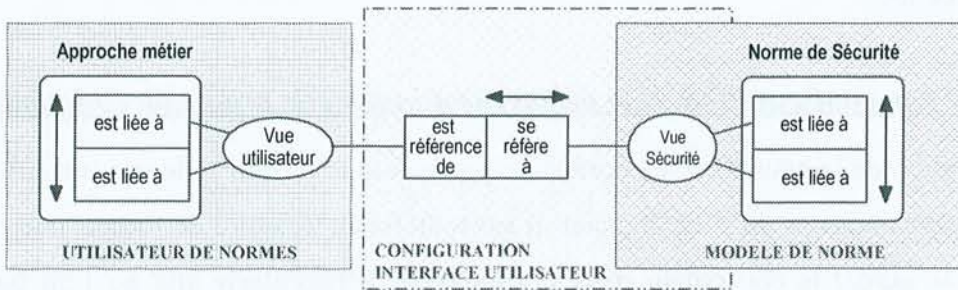 Approche métier
est liée à
est liée à
Vue
utilisateur
UTILISATEUR DE NORMES
est
référence
de
se
réfère
à
CONFIGURATION
INTERFACE UTILISATEUR
Norme de Sécurité
Vue
Sécurité
est liée à
est liée à
MODELE DE NORME